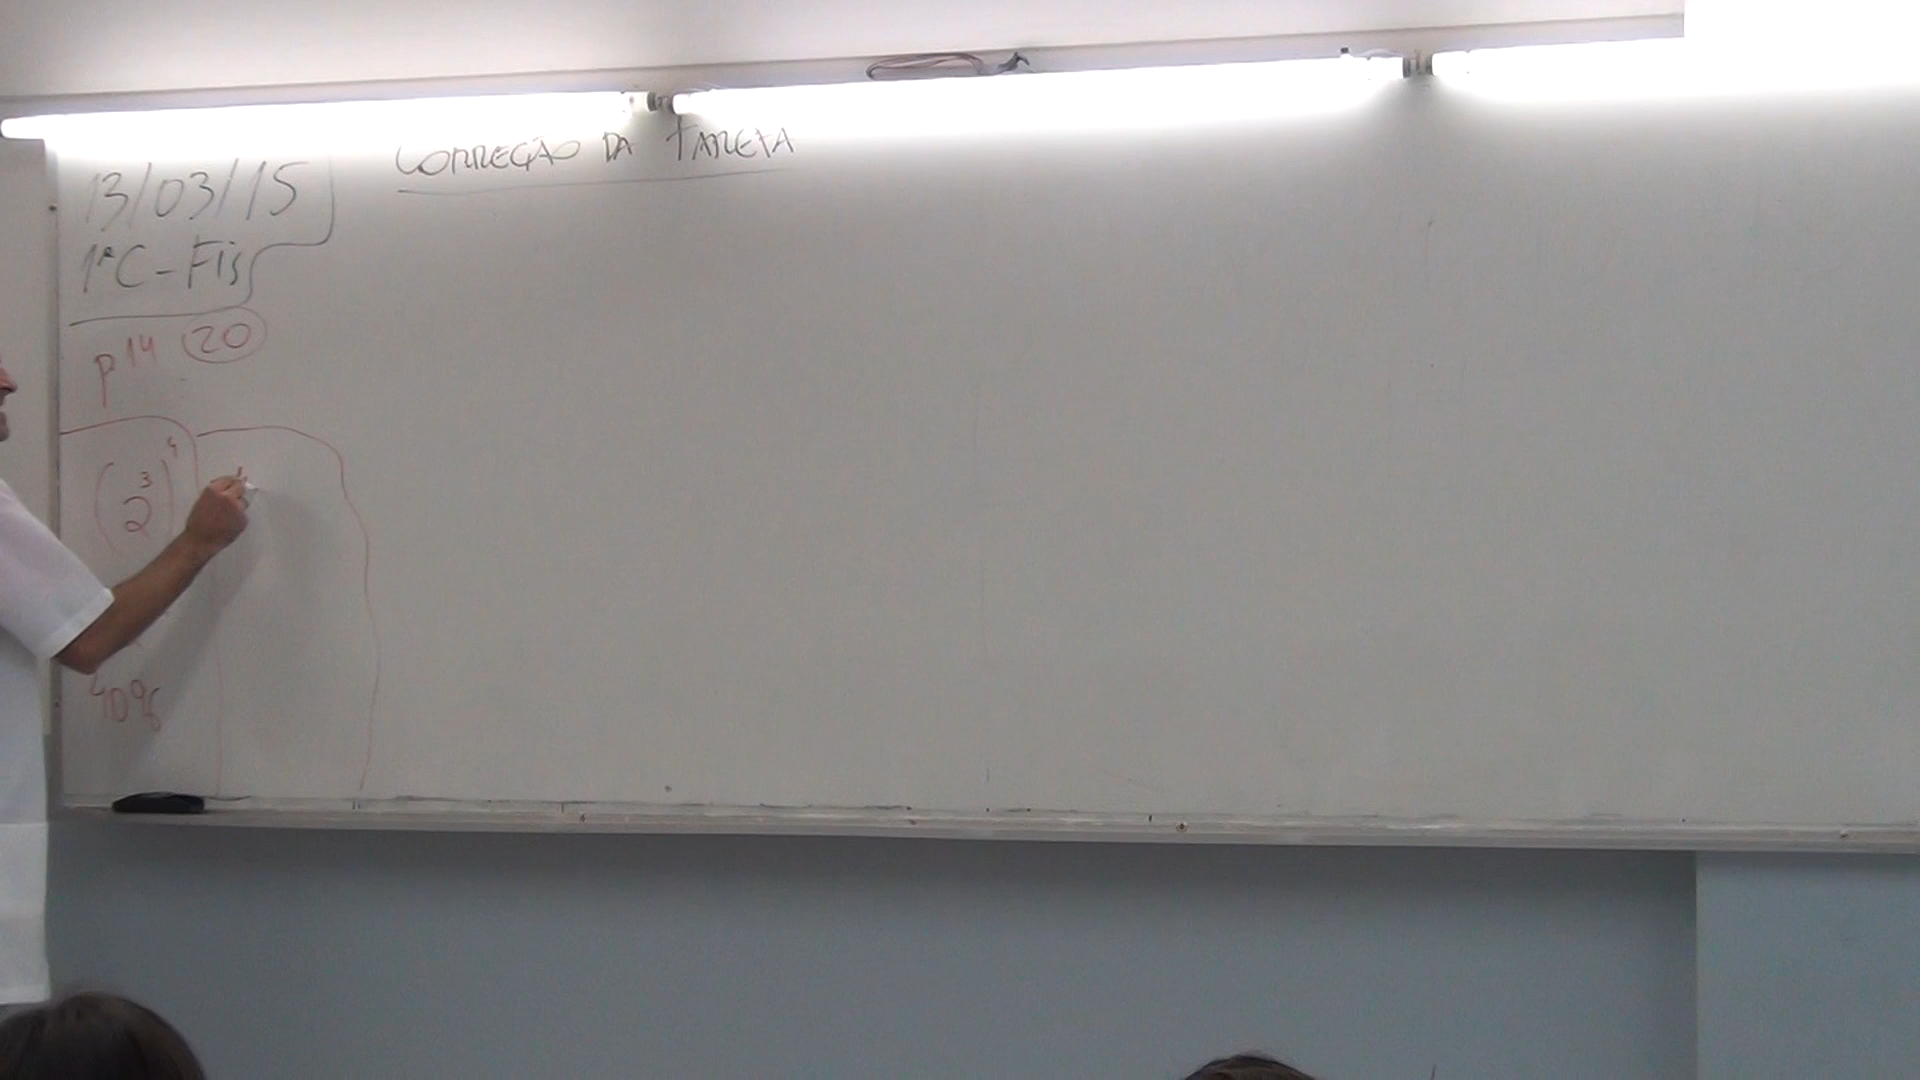 CORREÇÃO DA TAREFA
13/03/15
1ªC-Fis
p14 20
(2³)⁴
4096